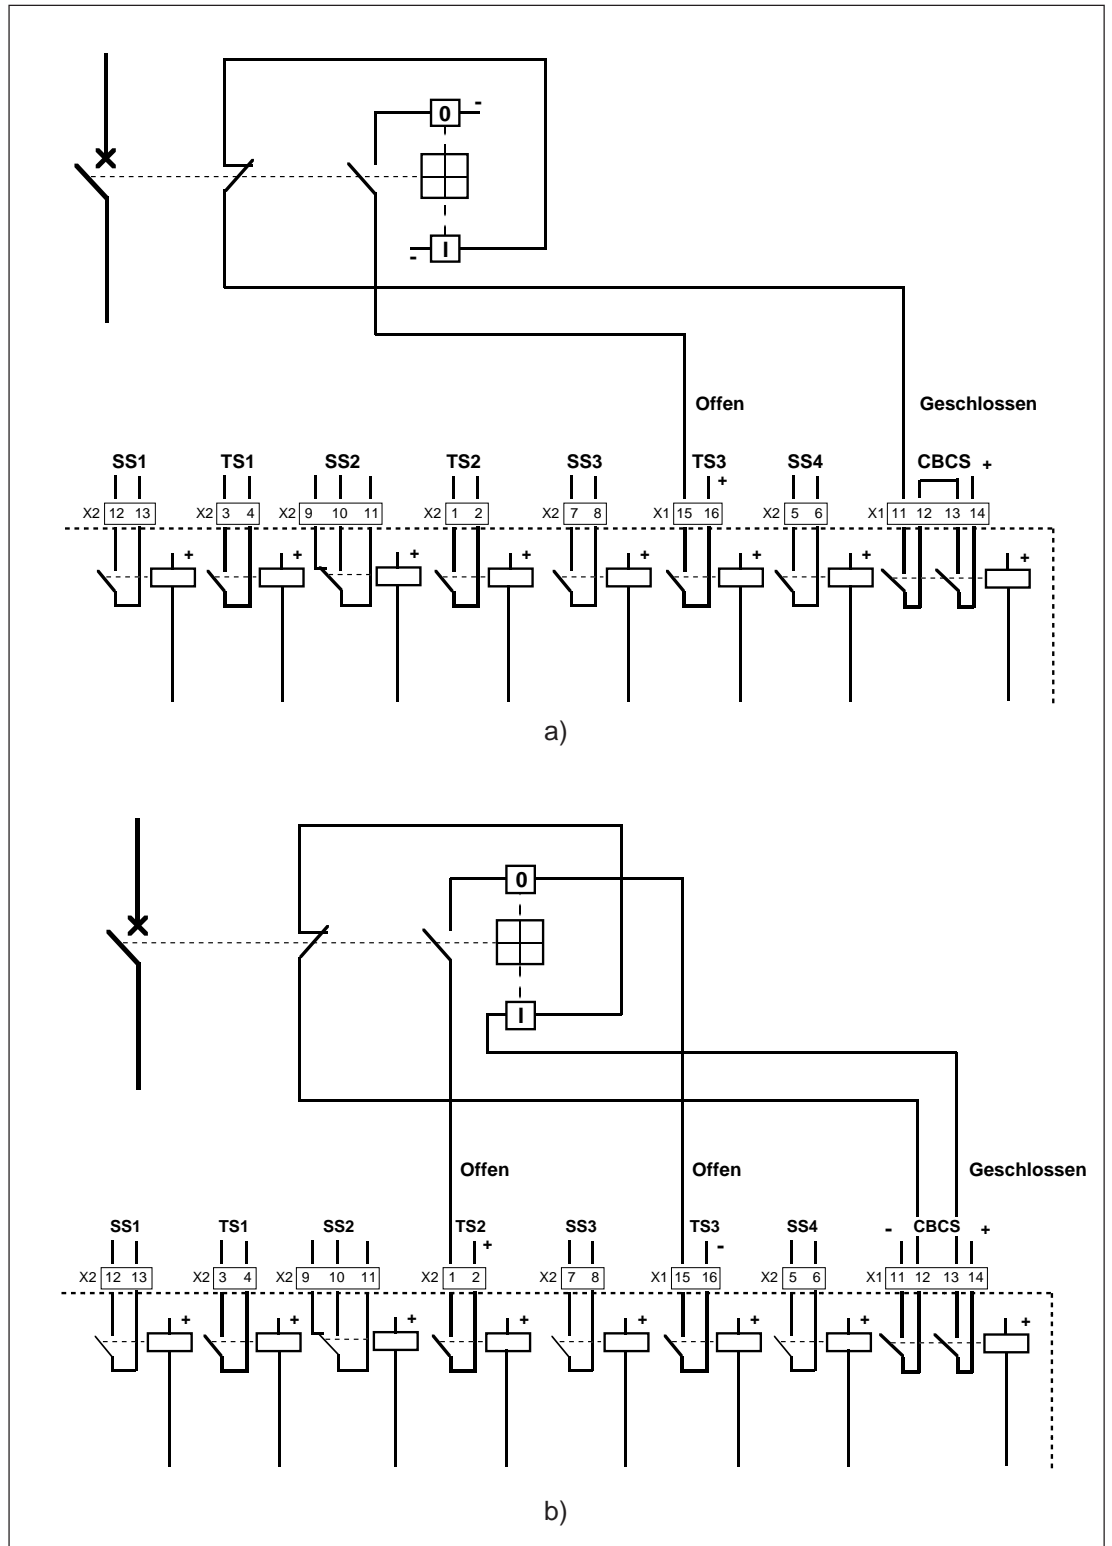 0 -
- I
Offen Geschlossen
SS1 TS1 SS2 TS2 SS3 TS3 SS4 CBCS +
+
X2 12 13 X2 3 4 X2 9 10 11 X2 1 2 X2 7 8 X1 15 16 X2 5 6 X1 11 12 13 14
+ + + + + + + +
a)
0
I
Offen Offen Geschlossen
SS1 TS1 SS2 TS2 SS3 TS3 SS4 - CBCS +
+ -
X2 12 13 X2 3 4 X2 9 10 11 X2 1 2 X2 7 8 X1 15 16 X2 5 6 X1 11 12 13 14
+ + + + + + + +
b)